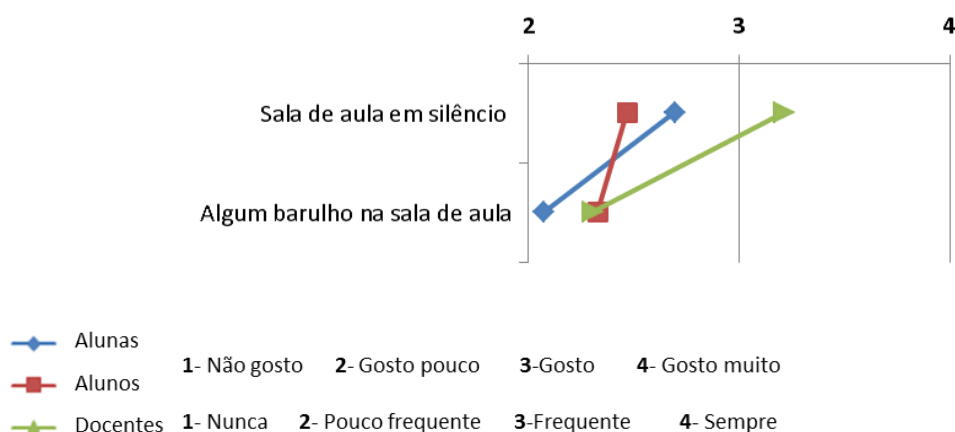 2 3 4
Sala de aula em silêncio
Algum barulho na sala de aula
Alunas
1- Não gosto 2- Gosto pouco 3-Gosto 4- Gosto muito
Alunos
Docentes 1- Nunca 2- Pouco frequente 3-Frequente 4- Sempre